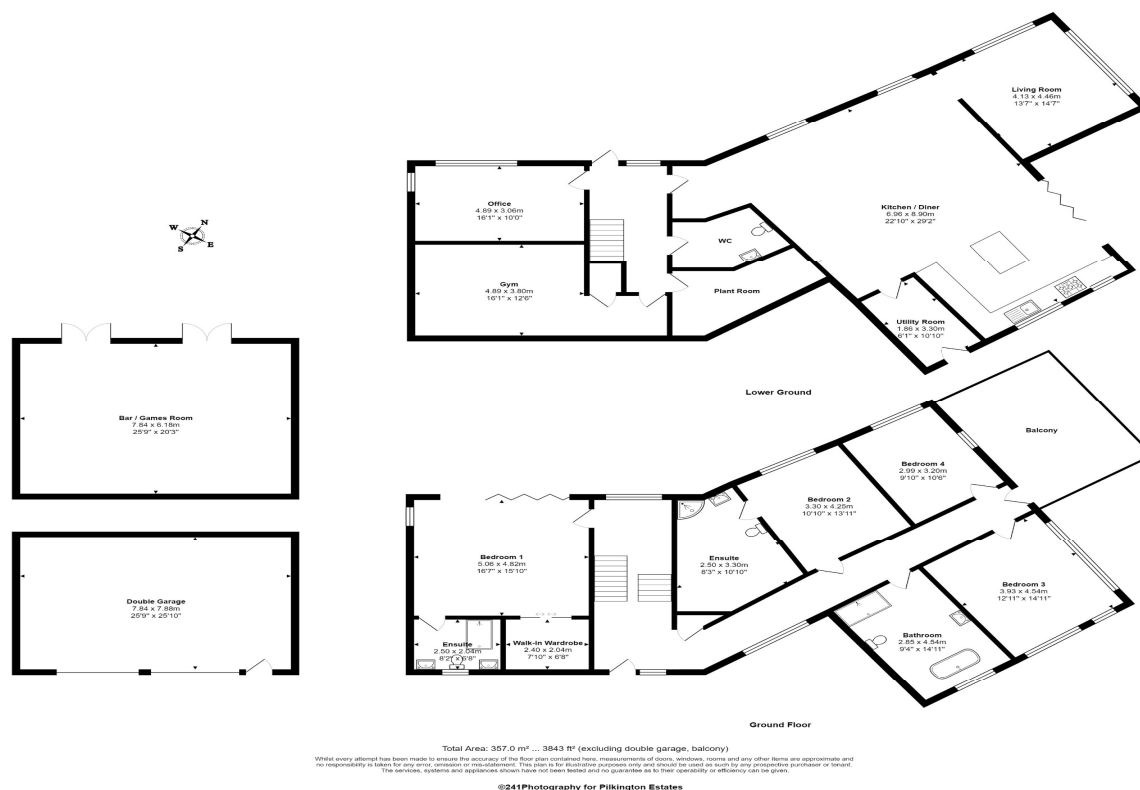 Living Room
4.13 x 4.46m
13'7" x 14'7"
Office
4.89 x 3.06m
16'1" x 10'0"
Kitchen / Diner
6.96 x 8.90m
22'10" x 29'2"
WC
N
W
E
S
Gym
4.89 x 3.80m
16'1" x 12'6"
Plant Room
Utility Room
1.86 x 3.30m
6'1" x 10'10"
Lower Ground
Bar / Games Room
7.84 x 6.18m
25'9" x 20'3"
Balcony
Bedroom 4
2.99 x 3.20m
9'10" x 10'6"
Bedroom 2
3.30 x 4.25m
10'10" x 13'11"
Bedroom 1
5.06 x 4.82m
16'7" x 15'10"
Ensuite
2.50 x 3.30m
8'3" x 10'10"
Bedroom 3
3.93 x 4.54m
12'11" x 14'11"
Double Garage
7.84 x 7.88m
25'9" x 25'10"
Ensuite
2.50 x 2.04m
8'2" x 6'8"
Walk-in Wardrobe
2.40 x 2.04m
7'10" x 6'8"
Bathroom
2.85 x 4.54m
9'4" x 14'11"
Ground Floor
Total Area: 357.0 m² ... 3843 ft² (excluding double garage, balcony)
Whilst every attempt has been made to ensure the accuracy of the floor plan contained here, measurements of doors, windows, rooms and any other items are approximate and
no responsibility is taken for any error, omission or mis-statement. This plan is for illustrative purposes only and should be used as such by any prospective purchaser or tenant.
The services, systems and appliances shown have not been tested and no guarantee as to their operability or efficiency can be given.
©241Photography for Pilkington Estates